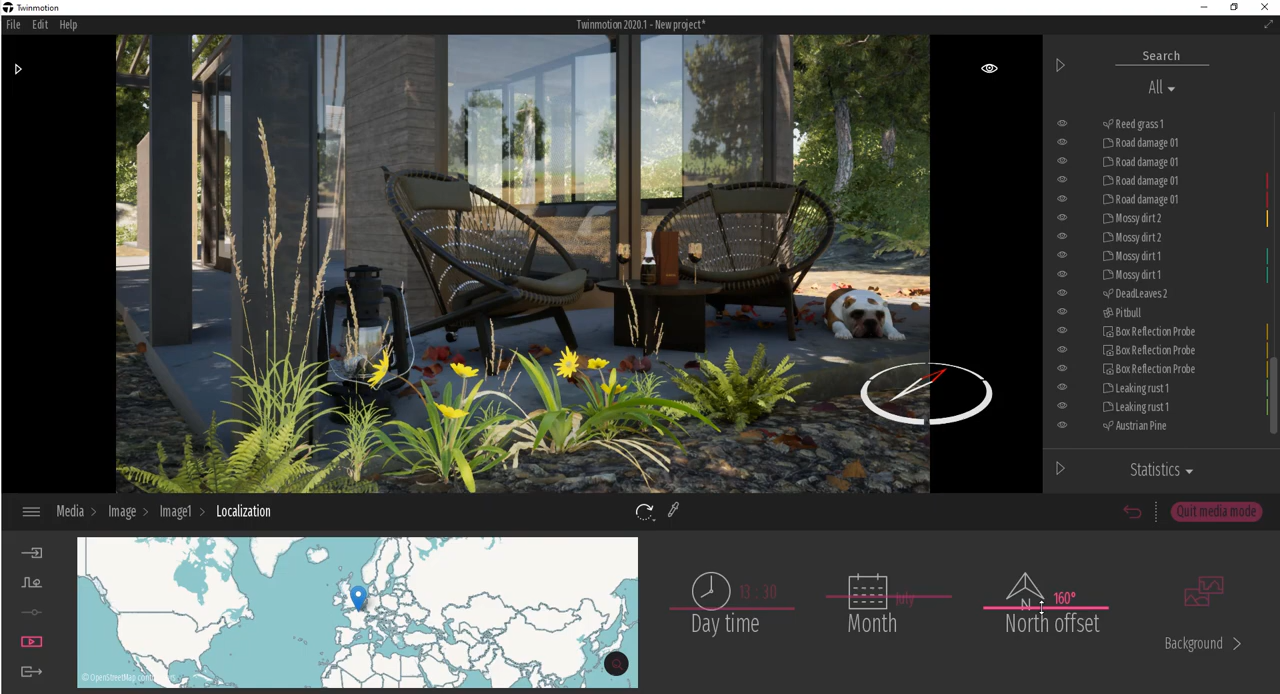 Twinmotion
File Edit Help
Twinmotion 2020.1 - New project*
Search
All
Reed grass 1
Road damage 01
Road damage 01
Road damage 01
Road damage 01
Mossy dirt 2
Mossy dirt 2
Mossy dirt 1
Mossy dirt 1
DeadLeaves 2
Pitbull
Box Reflection Probe
Box Reflection Probe
Box Reflection Probe
Leaking rust 1
Leaking rust 1
Austrian Pine
Statistics
Media > Image > Image1 > Localization
Quit media mode
13 : 30
July
N 160°
Day time
Month
North offset
Background
© OpenStreetMap contributors